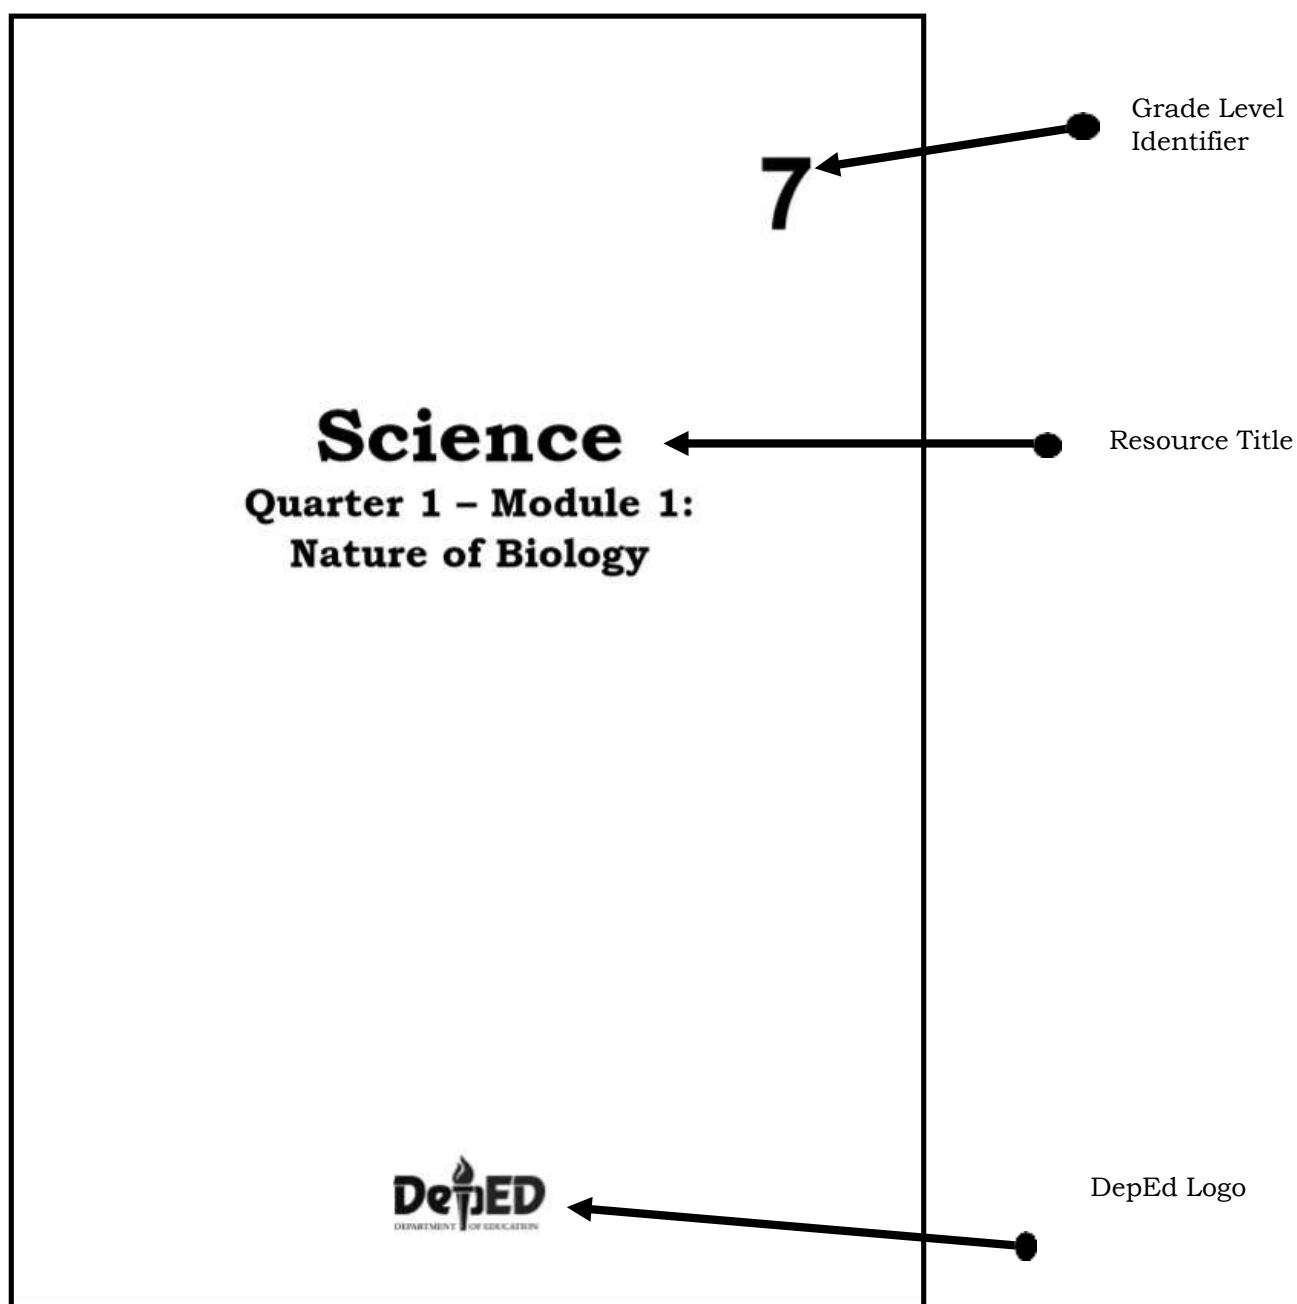 Grade Level
Identifier
7
Science
Resource Title
Quarter 1 – Module 1:
Nature of Biology
DepED
DEPARTMENT OF EDUCATION
DepEd Logo